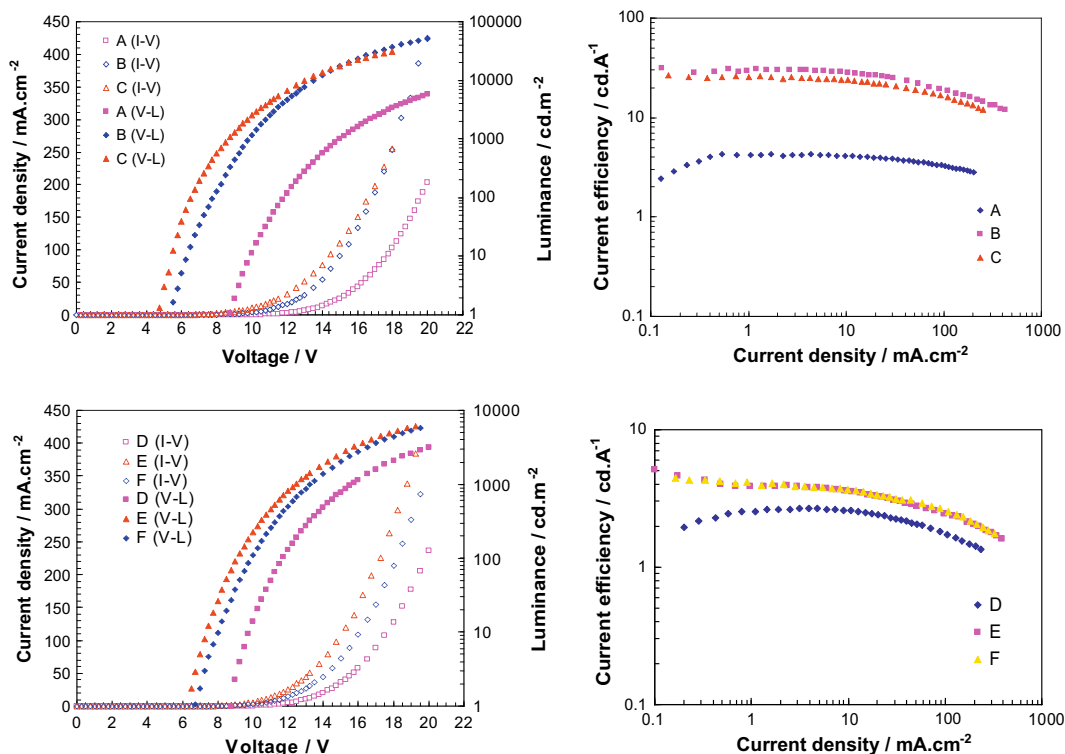 450
400
350
300
250
200
150
100
50
0
Current density / mA.cm-2
A (I-V)
B (I-V)
C (I-V)
A (V-L)
B (V-L)
C (V-L)
100000
10000
1000
100
10
1
Luminance / cd.m-2
0 2 4 6 8 10 12 14 16 18 20 22
Voltage / V
100
10
1
0.1
Current efficiency / cd.A-1
A
B
C
0.1 1 10 100 1000
Current density / mA.cm-2
450
400
350
300
250
200
150
100
50
0
Current density / mA.cm-2
D (I-V)
E (I-V)
F (I-V)
D (V-L)
E (V-L)
F (V-L)
10000
1000
100
10
1
Luminance / cd.m-2
0 2 4 6 8 10 12 14 16 18 20 22
Voltage / V
10
1
0.1
Current efficiency / cd.A-1
D
E
F
0.1 1 10 100 1000
Current density / mA.cm-2